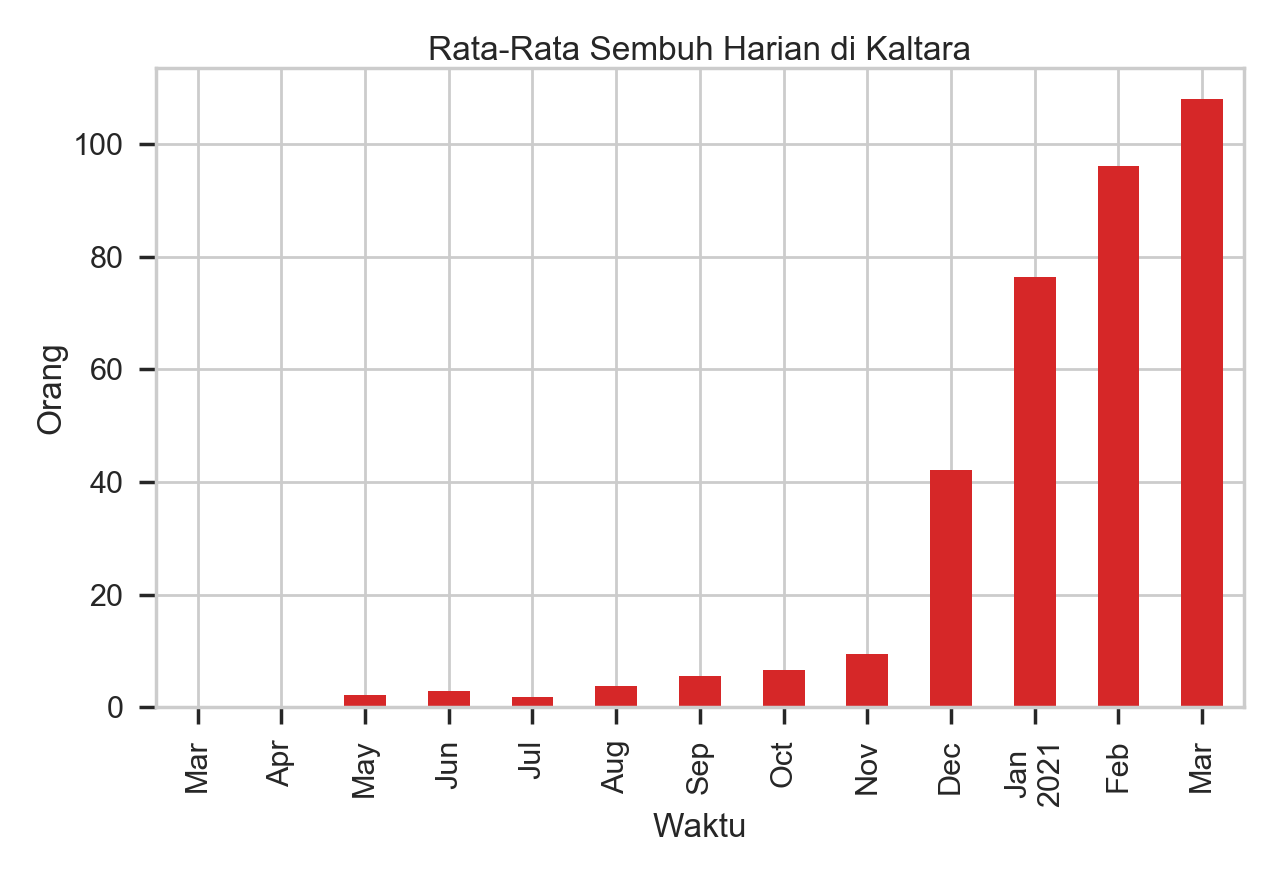 Rata-Rata Sembuh Harian di Kaltara
100
80
60
40
20
0
Orang
Mar
Apr
May
Jun
Jul
Aug
Sep
Oct
Nov
Dec
Jan
2021
Feb
Mar
Waktu